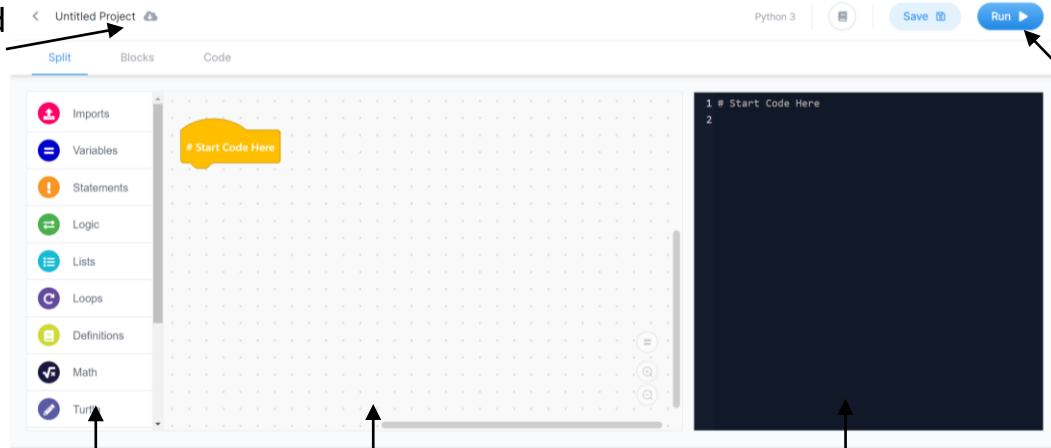 d
Untitled Project
Python 3
Save
Run
Split
Blocks
Code
Imports
Variables
Statements
Logic
Lists
Loops
Definitions
Math
Turtle
# Start Code Here
1 # Start Code Here
2